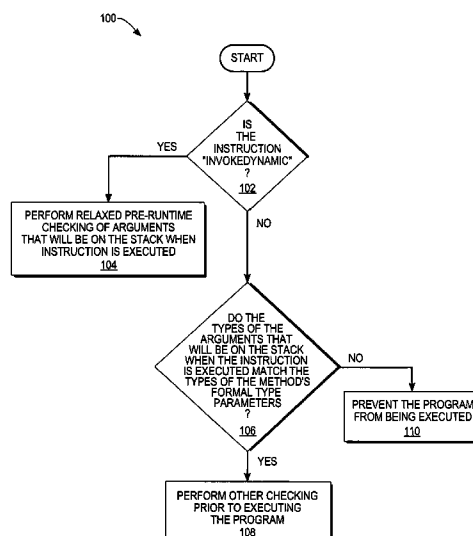 100
START
IS
THE
INSTRUCTION
"INVOKEDYNAMIC"
?
102
YES
NO
PERFORM RELAXED PRE-RUNTIME
CHECKING OF ARGUMENTS
THAT WILL BE ON THE STACK WHEN
INSTRUCTION IS EXECUTED
104
DO THE
TYPES OF THE
ARGUMENTS THAT
WILL BE ON THE STACK
WHEN THE INSTRUCTION
IS EXECUTED MATCH THE
TYPES OF THE METHOD'S
FORMAL TYPE
PARAMETERS
?
106
NO
PREVENT THE PROGRAM
FROM BEING EXECUTED
110
YES
PERFORM OTHER CHECKING
PRIOR TO EXECUTING
THE PROGRAM
108